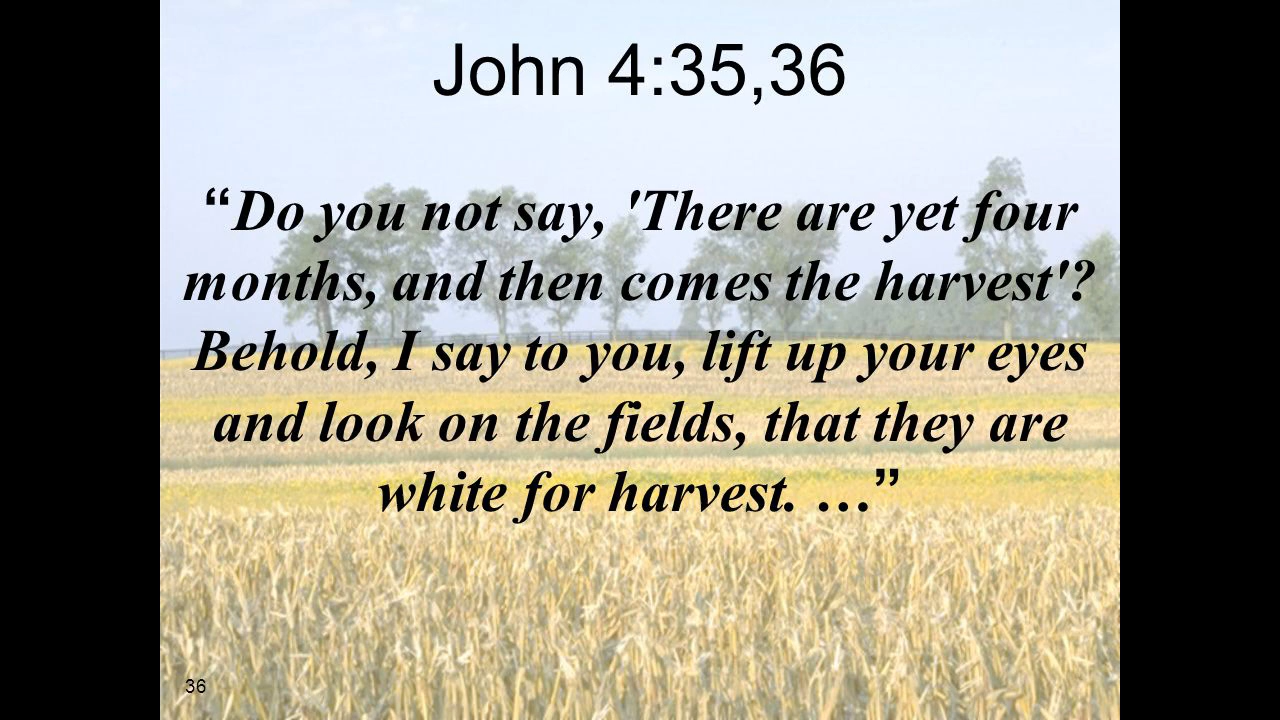 John 4:35,36
“Do you not say, 'There are yet four
months, and then comes the harvest'?
Behold, I say to you, lift up your eyes
and look on the fields, that they are
white for harvest. …”
36